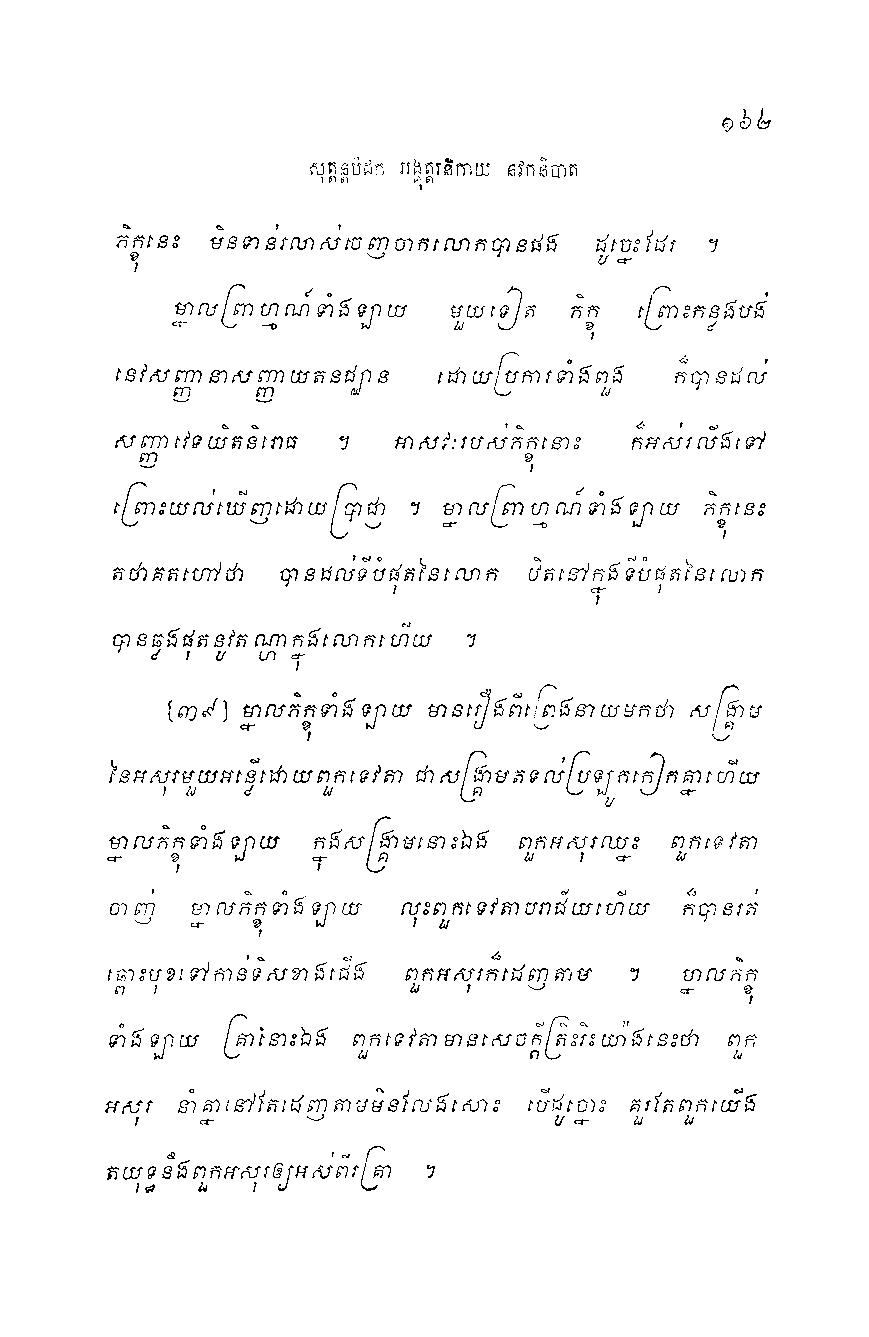 ១៦២
សុត្តន្តបិដក អង្គុត្តរនិកាយ នវកនិបាត
ភិក្ខុនេះ មិនទាន់រលាស់ចេញចាកលោកបានផង ដូច្នេះដែរ ។
ម្នាលព្រាហ្មណ៍ទាំងឡាយ មួយទៀត ភិក្ខុ ព្រោះកន្លងបង់
នេវសញ្ញានាសញ្ញាយតនជ្ឈាន ដោយប្រការទាំងពួង ក៏បានដល់
សញ្ញាវេទយិតនិរោធ ។ អាសវៈរបស់ភិក្ខុនោះ ក៏អស់រលីងទៅ
ព្រោះយល់ឃើញដោយប្រាជ្ញា ។ ម្នាលព្រាហ្មណ៍ទាំងឡាយ ភិក្ខុនេះ
តថាគតហៅថា បានដល់ទីបំផុតនៃលោក ឋិតនៅក្នុងទីបំផុតនៃលោក
បានឆ្លងផុតនូវតណ្ហាក្នុងលោកហើយ ។
[៣៩] ម្នាលភិក្ខុទាំងឡាយ មានរឿងពីព្រេងនាយមកថា សង្គ្រាម
នៃអសុរមួយអន្លើដោយពួកទេវតា ជាសង្គ្រាមតទល់ប្រឡូកកៀកគ្នាហើយ
ម្នាលភិក្ខុទាំងឡាយ ក្នុងសង្គ្រាមនោះឯង ពួកអសុរឈ្នះ ពួកទេវតា
ចាញ់ ម្នាលភិក្ខុទាំងឡាយ លុះពួកទេវតាបរាជ័យហើយ ក៏បានរត់
ឆ្ពោះមុខទៅកាន់ទិសខាងជើង ពួកអសុរក៏ដេញតាម ។ ម្នាលភិក្ខុ
ទាំងឡាយ គ្រានោះឯង ពួកទេវតាមានសេចក្តីត្រិះរិះយ៉ាងនេះថា ពួក
អសុរ នាំគ្នានៅតែដេញតាមមិនលែងសោះ បើដូច្នោះ គួរតែពួកយើង
តយុទ្ធនឹងពួកអសុរឲ្យអស់ពីរគ្រា ។